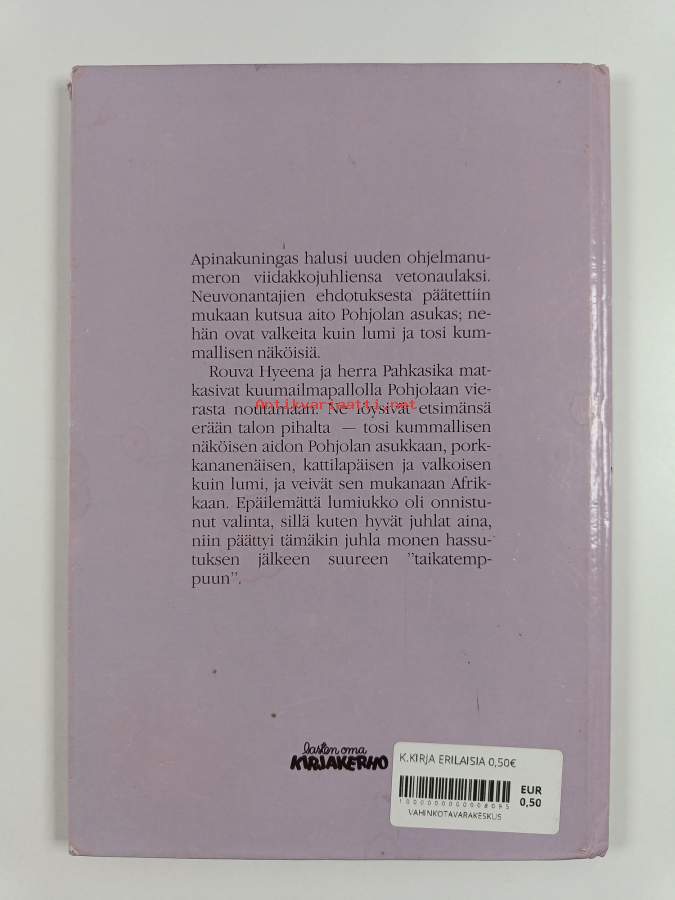 Apinakuningas halusi uuden ohjelmanu-
meron viidakkojuhliensa vetonaulaksi.
Neuvonantajien ehdotuksesta päätettiin
mukaan kutsua aito Pohjolan asukas; ne-
hän ovat valkeita kuin lumi ja tosi kum-
mallisen näköisiä.
Rouva Hyeena ja herra Pahkasika mat-
kasivat kuumailmapallolla Pohjolaan vie-
rasta noutamaan. Ne löysivät etsimänsä
Antikvariaatti.net
erään talon pihalta — tosi kummallisen
näköisen aidon Pohjolan asukkaan, pork-
kananenäisen, kattilapäisen ja valkoisen
kuin lumi, ja veivät sen mukanaan Afrik-
kaan. Epäilemättä lumiukko oli onnistu-
nut valinta, sillä kuten hyvät juhlat aina,
niin päättyi tämäkin juhla monen hassu-
tuksen jälkeen suureen "taikatemp-
puun".
lasten oma
KIRJAKERHO
K.KIRJA ERILAISIA 0,50€
EUR
0,50
1000000000008095
VAHINKOTAVARAKESKUS